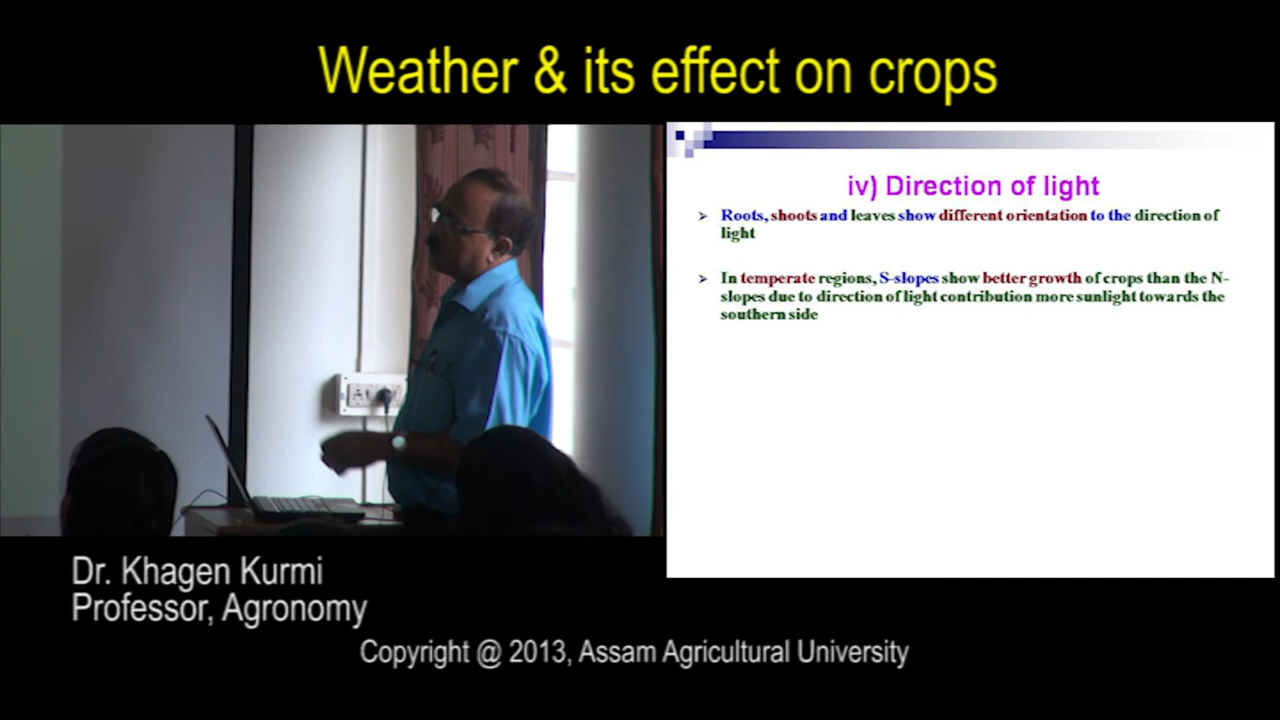 Weather & its effect on crops
iv) Direction of light
➢ Roots, shoots and leaves show different orientation to the direction of
light
➢ In temperate regions, S-slopes show better growth of crops than the N-
slopes due to direction of light contribution more sunlight towards the
southern side
Dr. Khagen Kurmi
Professor, Agronomy
Copyright @ 2013, Assam Agricultural University